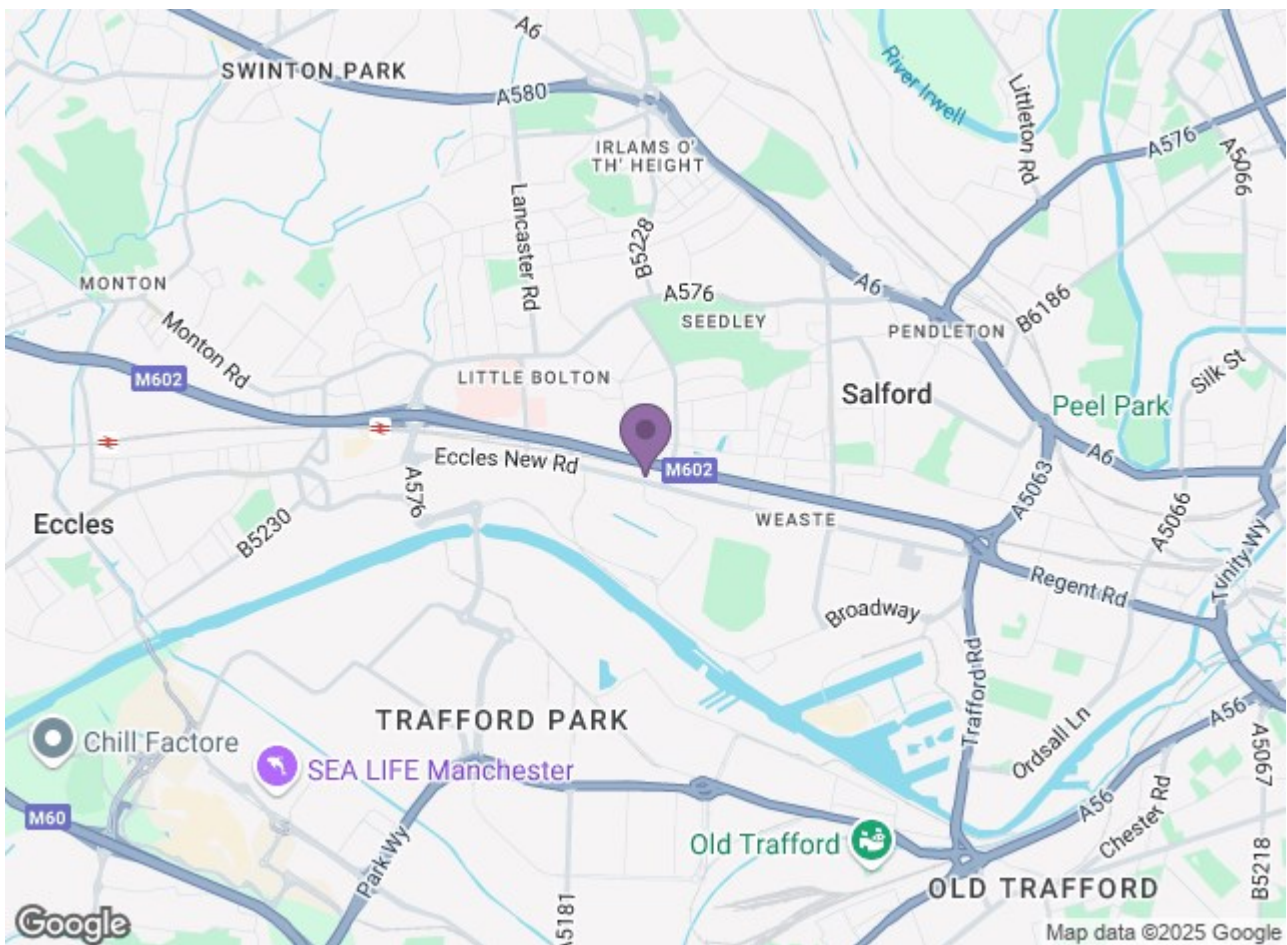 A6
SWINTON PARK
A580
River Irwell
Littleton Rd
A576
A5066
IRLAMS O'
TH' HEIGHT
Lancaster Rd
B5228
MONTON
A576
SEEDLEY
A6
PENDLETON
B6186
Monton Rd
M602
LITTLE BOLTON
Salford
Silk St
Peel Park
Eccles New Rd
M602
A6
A576
A5063
A5066
Eccles
B5230
WEASTE
Trinity Wy
Regent Rd
Broadway
Trafford Rd
TRAFFORD PARK
Ordsall Ln
A56
Chill Factore
SEA LIFE Manchester
A5067
M60
A56
Chester Rd
Park Wy
Old Trafford
OLD TRAFFORD
B5218
A5181
Google
Map data ©2025 Google